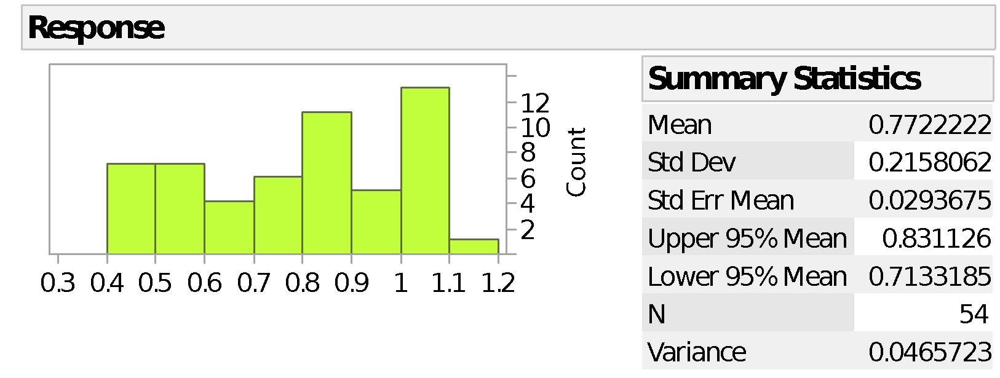 Response
12
10
8
6
4
2
Count
0.3 0.4 0.5 0.6 0.7 0.8 0.9 1 1.1 1.2
Summary Statistics
Mean 0.7722222
Std Dev 0.2158062
Std Err Mean 0.0293675
Upper 95% Mean 0.831126
Lower 95% Mean 0.7133185
N 54
Variance 0.0465723